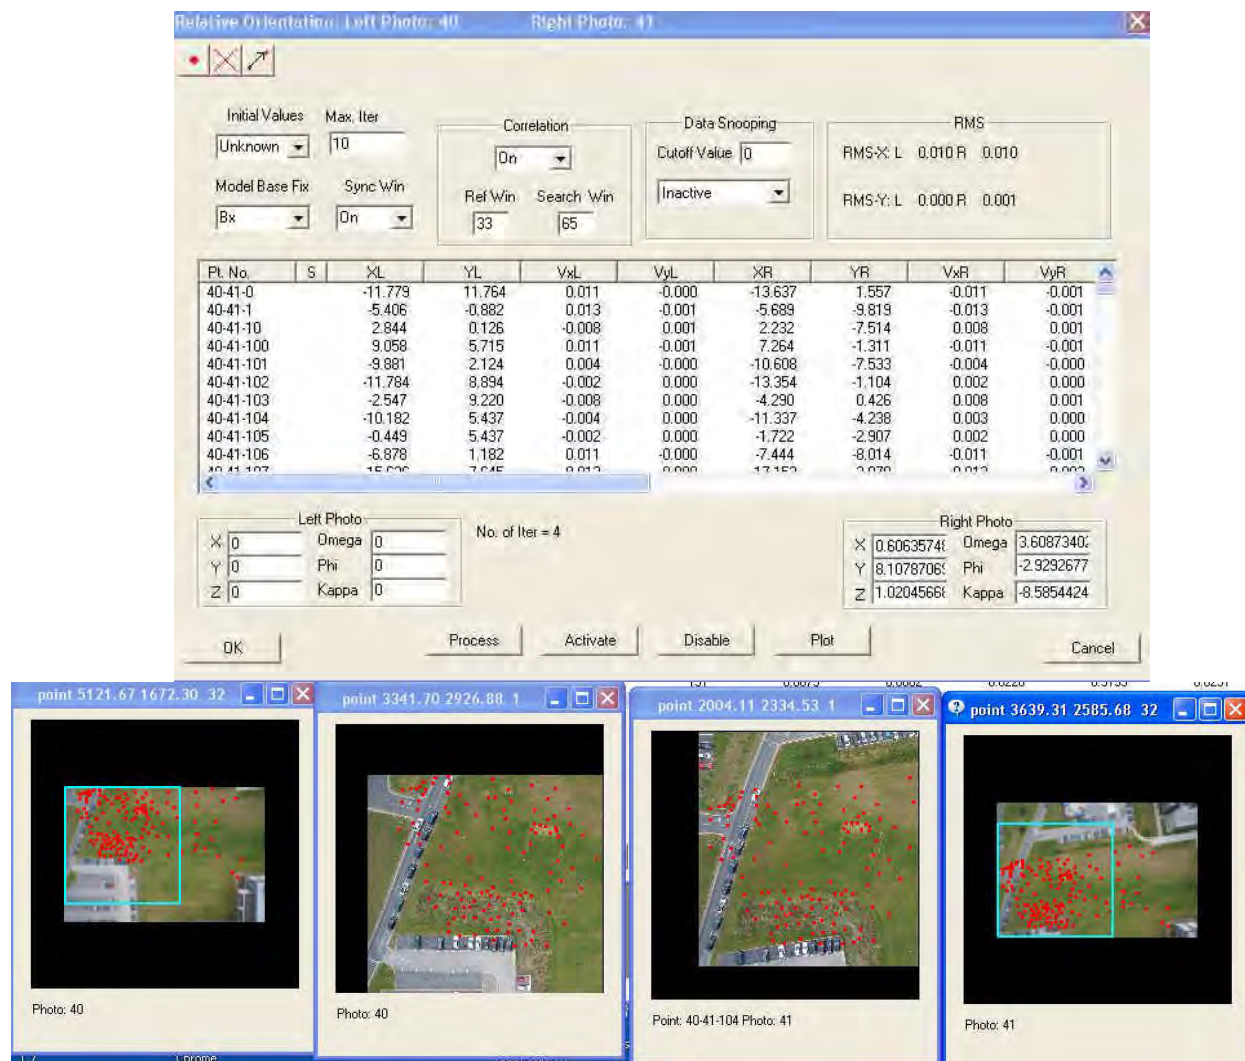 Relative Orientation: Left Photo: 40 Right Photo: 41
Initial Values Max. Iter
Unknown 10
Model Base Fix Sync Win
Bx On
Correlation
On
Ref Win Search Win
33 65
Data Snooping
Cutoff Value 0
Inactive
RMS
RMS-X: L 0.010 R 0.010
RMS-Y: L 0.000 R 0.001
Pt. No. S XL YL VxL VyL XR YR VxR VyR
40-41-0 -11.779 11.764 0.011 -0.000 -13.637 1.557 -0.011 -0.001
40-41-1 -5.406 -0.882 0.013 -0.001 -5.689 -9.819 -0.013 -0.001
40-41-10 2.844 0.126 -0.008 0.001 2.232 -7.514 0.008 0.001
40-41-100 9.058 5.715 0.011 -0.001 7.264 -1.311 -0.011 -0.001
40-41-101 -9.881 2.124 0.004 -0.000 -10.608 -7.533 -0.004 -0.000
40-41-102 -11.784 8.894 -0.002 0.000 -13.354 -1.104 0.002 0.000
40-41-103 -2.547 9.220 -0.008 0.000 -4.290 0.426 0.008 0.001
40-41-104 -10.182 5.437 -0.004 0.000 -11.337 -4.238 0.003 0.000
40-41-105 -0.449 5.437 -0.002 0.000 -1.722 -2.907 0.002 0.000
40-41-106 -6.878 1.182 0.011 -0.001 -7.444 -8.014 -0.011 -0.001
Left Photo
X 0 Omega 0
Y 0 Phi 0
Z 0 Kappa 0
No. of Iter = 4
Right Photo
X 0.6063574 Omega 3.6087340
Y 8.1078706 Phi -2.9292677
Z 1.0204566 Kappa -8.5854424
OK Process Activate Disable Plot Cancel
point 5121.67 1672.30 32
Photo: 40
point 3341.70 2926.88 1
Photo: 40
point 2004.11 2334.53 1
Point: 40-41-104 Photo: 41
point 3639.31 2585.68 32
Photo: 41
Chrome